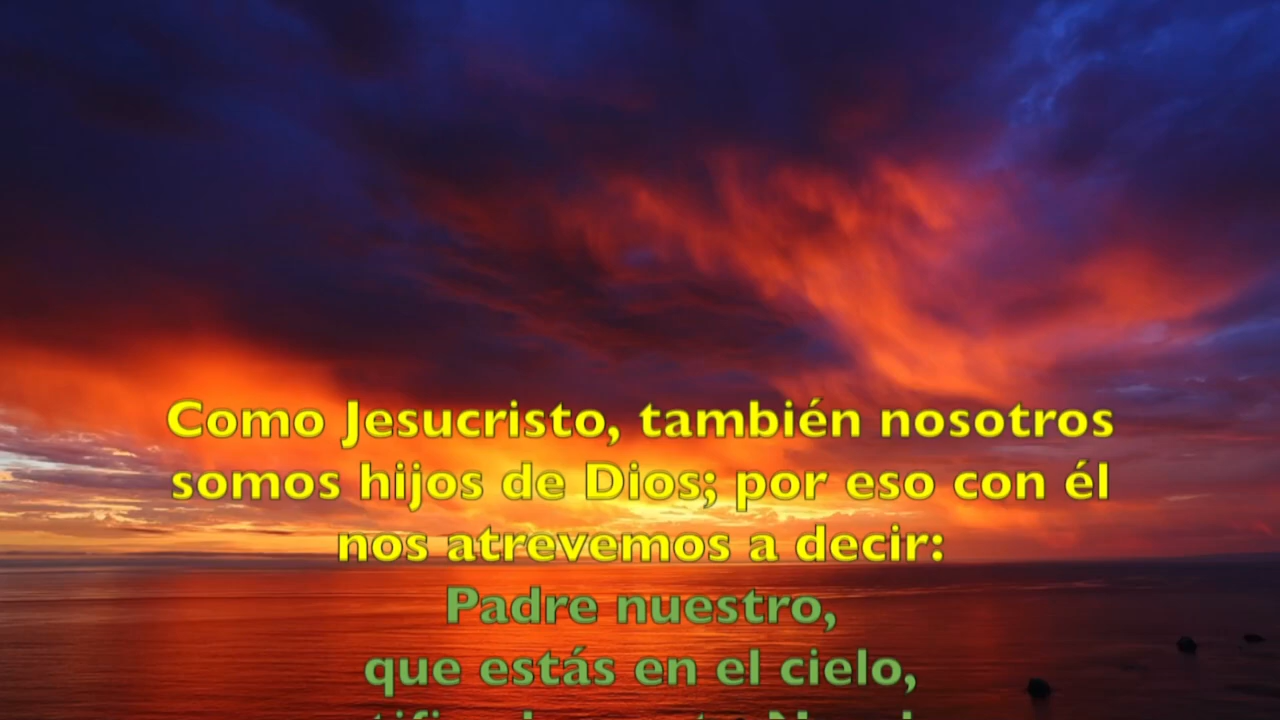 Como Jesucristo, también nosotros
somos hijos de Dios; por eso con él
nos atrevemos a decir:
Padre nuestro,
que estás en el cielo,